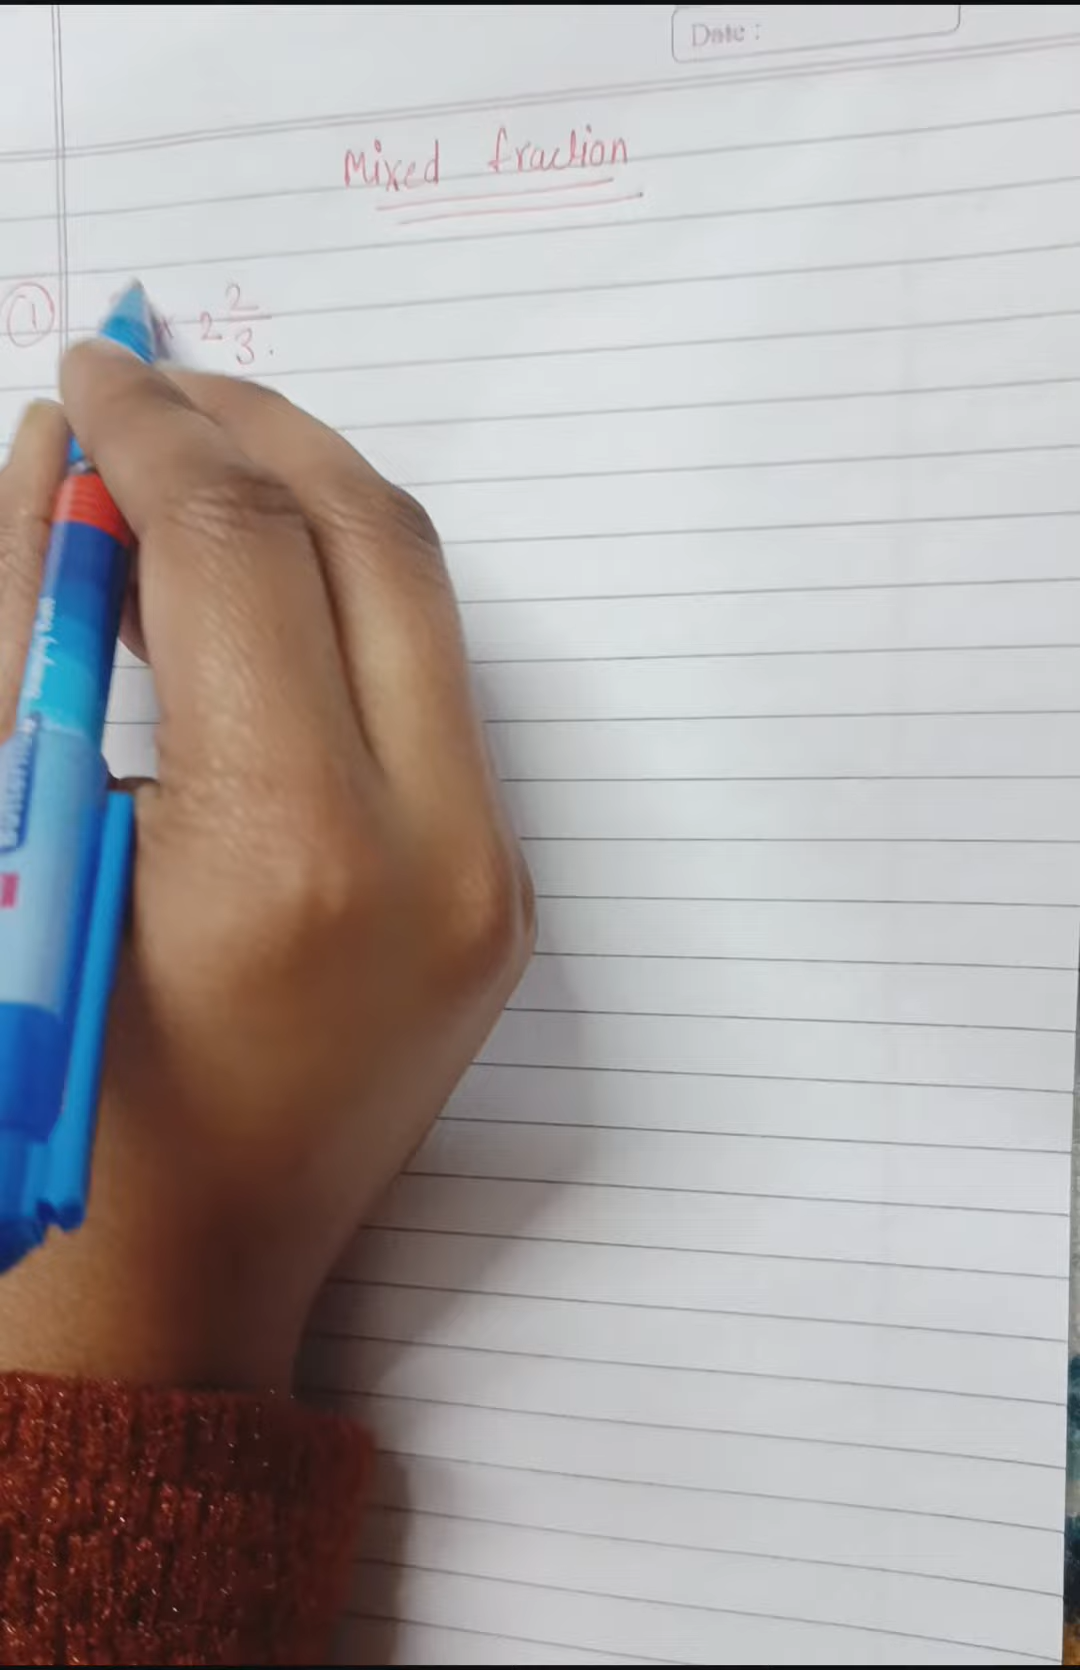 Date :
Mixed fraction
① × 2 2/3.